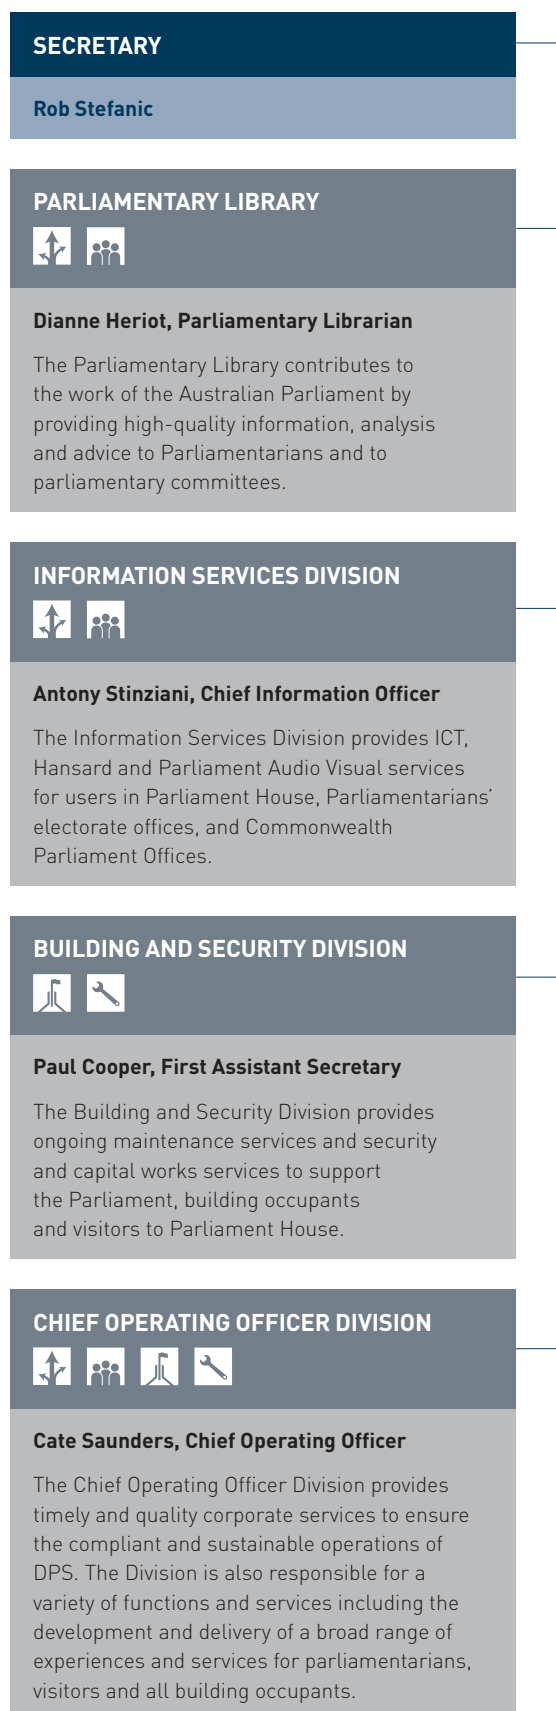 SECRETARY
Rob Stefanic
PARLIAMENTARY LIBRARY
Dianne Heriot, Parliamentary Librarian
The Parliamentary Library contributes to
the work of the Australian Parliament by
providing high-quality information, analysis
and advice to Parliamentarians and to
parliamentary committees.
INFORMATION SERVICES DIVISION
Antony Stinziani, Chief Information Officer
The Information Services Division provides ICT,
Hansard and Parliament Audio Visual services
for users in Parliament House, Parliamentarians’
electorate offices, and Commonwealth
Parliament Offices.
BUILDING AND SECURITY DIVISION
Paul Cooper, First Assistant Secretary
The Building and Security Division provides
ongoing maintenance services and security
and capital works services to support
the Parliament, building occupants
and visitors to Parliament House.
CHIEF OPERATING OFFICER DIVISION
Cate Saunders, Chief Operating Officer
The Chief Operating Officer Division provides
timely and quality corporate services to ensure
the compliant and sustainable operations of
DPS. The Division is also responsible for a
variety of functions and services including the
development and delivery of a broad range of
experiences and services for parliamentarians,
visitors and all building occupants.